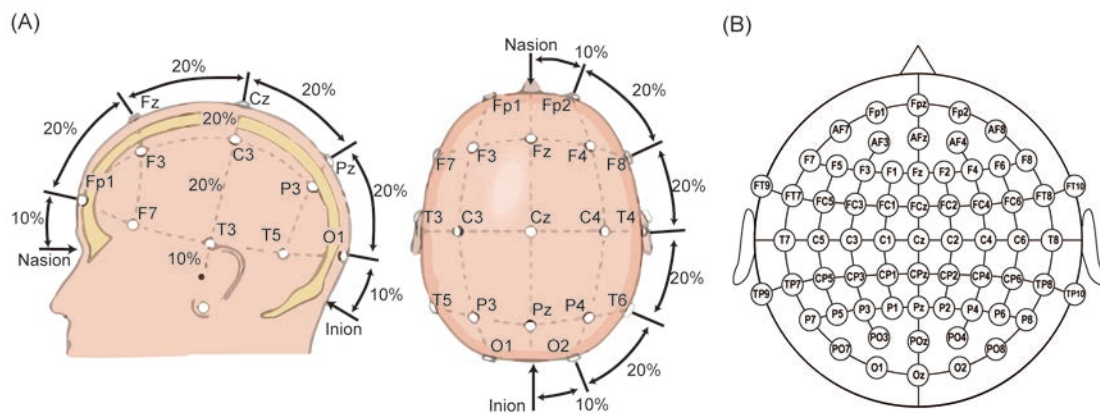 (A)
20%
20%
Fz
Cz
20%
20%
F3
C3
Pz
Fp1
20%
P3
20%
10%
F7
T3
T5
O1
Nasion
10%
10%
Inion
Nasion
10%
Fp1 Fp2
20%
F7 F3 Fz F4 F8
20%
T3 C3 Cz C4 T4
20%
T5 P3 Pz P4 T6
O1 O2
20%
Inion
10%
(B)
Fp1 Fpz Fp2
AF7 AF3 AFz AF4 AF8
F7 F5 F3 F1 Fz F2 F4 F6 F8
FT9 FT7 FC5 FC3 FC1 FCz FC2 FC4 FC6 FT8 FT10
T7 C5 C3 C1 Cz C2 C4 C6 T8
TP9 TP7 CP5 CP3 CP1 CPz CP2 CP4 CP6 TP8 TP10
P7 P5 P3 P1 Pz P2 P4 P6 P8
PO7 PO3 POz PO4 PO8
O1 Oz O2